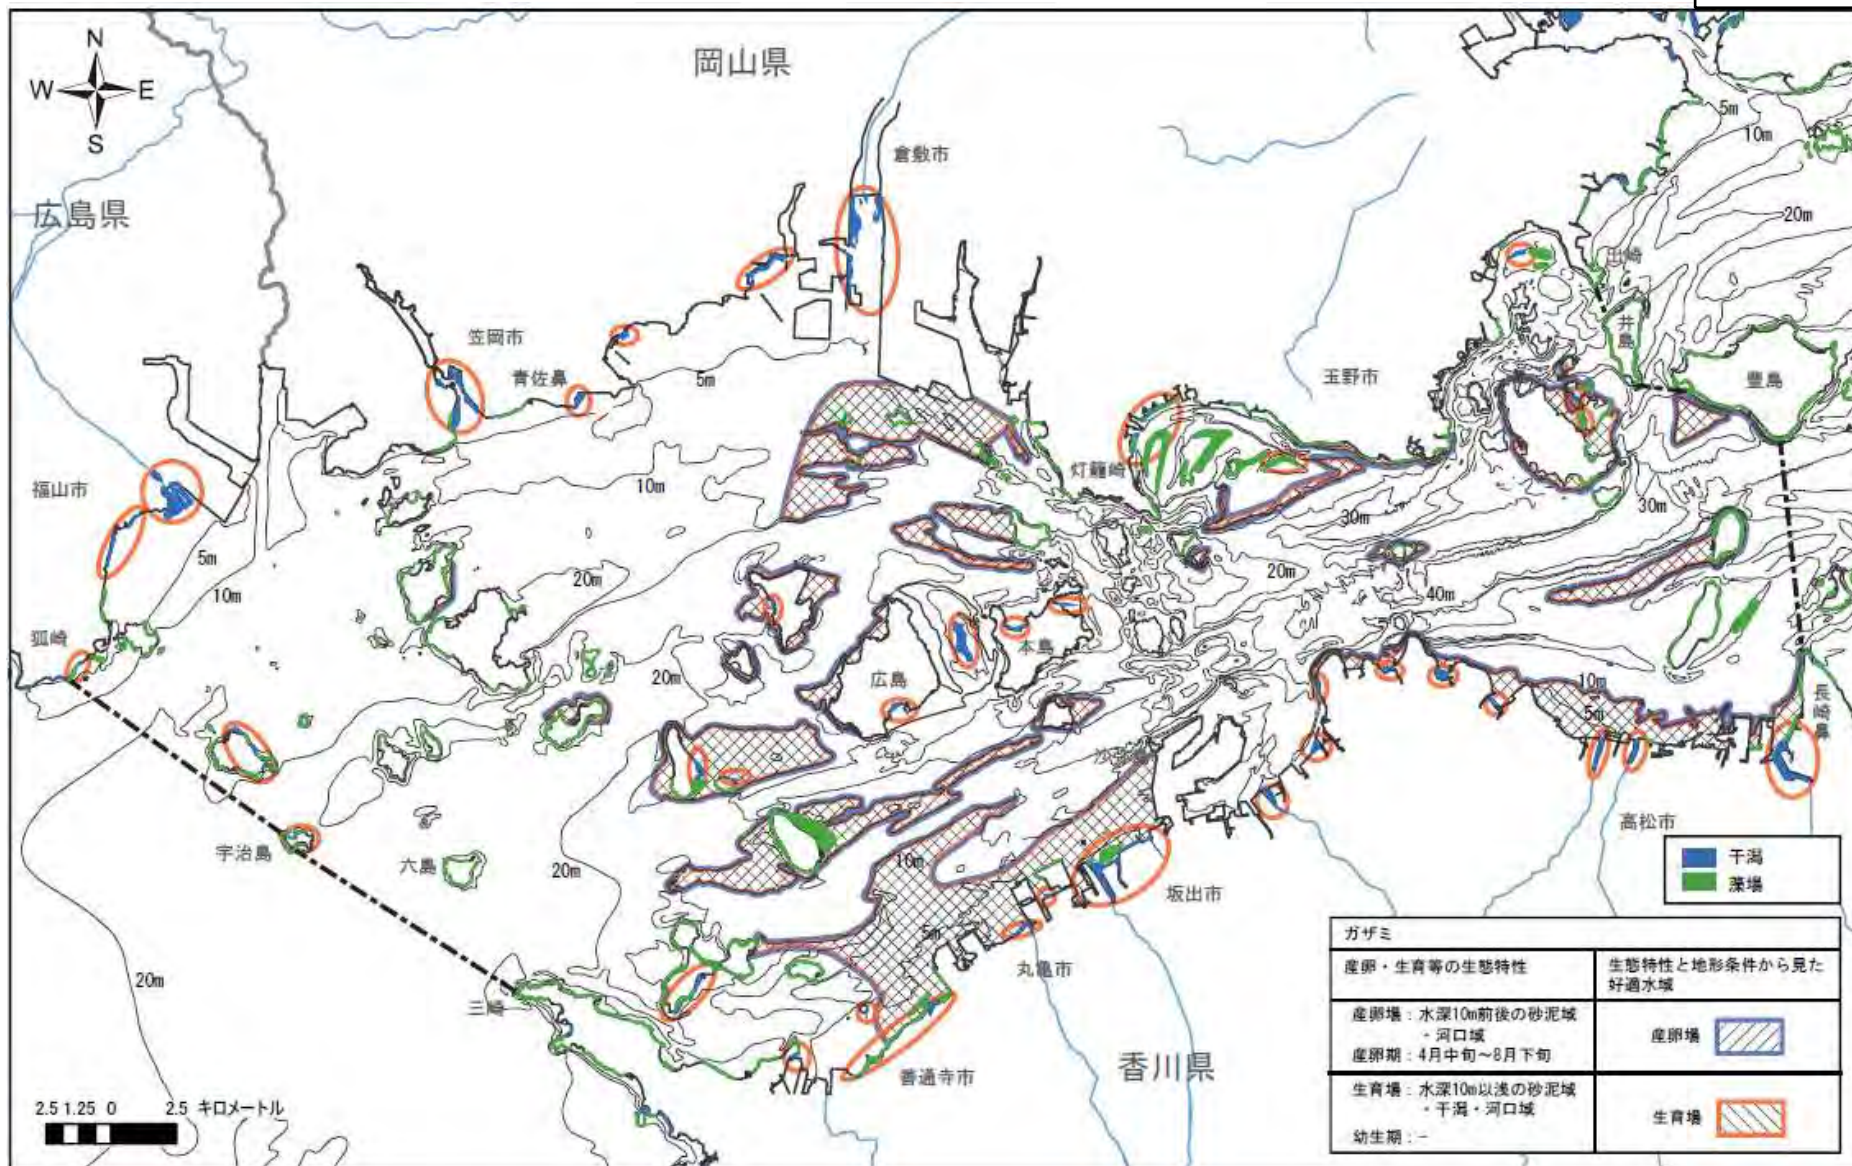 N
W E
S
岡山県
広島県
倉敷市
5m
10m
20m
出崎
井島
豊島
笠岡市
青佐鼻
5m
玉野市
福山市
10m
灯籠崎
30m
30m
5m
10m
20m
20m
40m
狐崎
本島
広島
20m
10m
5m
長崎鼻
沙弥島
高松市
宇治島
六島
20m
10m
坂出市
5m
丸亀市
20m
三崎
善通寺市
香川県
2.5 1.25 0 2.5 キロメートル
干潟
藻場
ガザミ
産卵・生育等の生態特性
生態特性と地形条件から見た
好適水域
産卵場：水深10m前後の砂泥域
・河口域
産卵期：4月中旬～8月下旬
産卵場
生育場：水深10m以浅の砂泥域
・干潟・河口域
幼生期：－
生育場